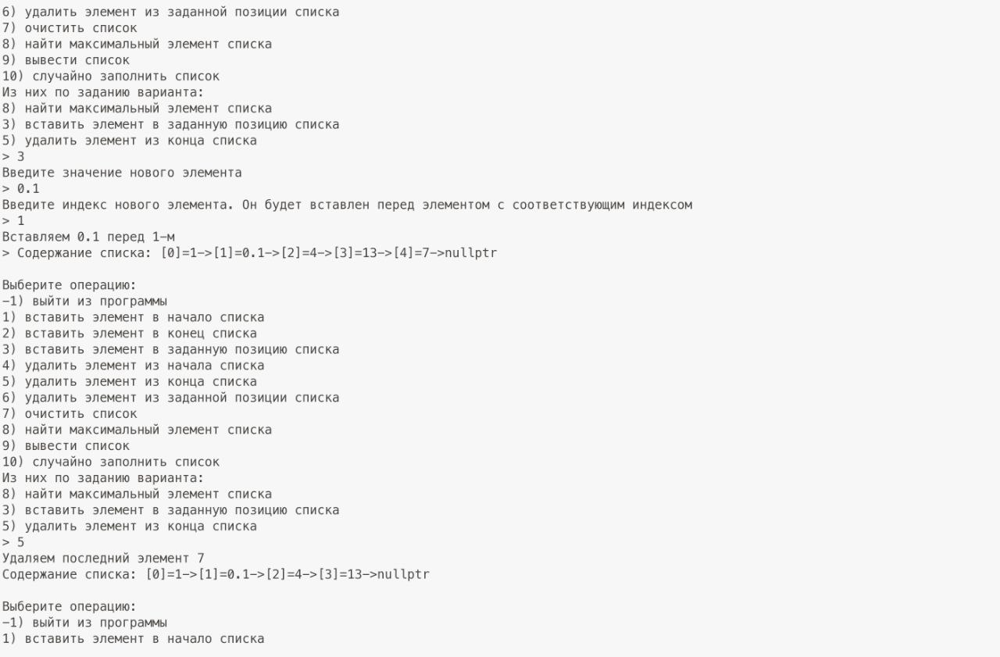 6) удалить элемент из заданной позиции списка
7) очистить список
8) найти максимальный элемент списка
9) вывести список
10) случайно заполнить список
Из них по заданию варианта:
8) найти максимальный элемент списка
3) вставить элемент в заданную позицию списка
5) удалить элемент из конца списка
> 3
Введите значение нового элемента
> 0.1
Введите индекс нового элемента. Он будет вставлен перед элементом с соответствующим индексом
> 1
Вставляем 0.1 перед 1-м
> Содержание списка: [0]=1->[1]=0.1->[2]=4->[3]=13->[4]=7->nullptr
Выберите операцию:
-1) выйти из программы
1) вставить элемент в начало списка
2) вставить элемент в конец списка
3) вставить элемент в заданную позицию списка
4) удалить элемент из начала списка
5) удалить элемент из конца списка
6) удалить элемент из заданной позиции списка
7) очистить список
8) найти максимальный элемент списка
9) вывести список
10) случайно заполнить список
Из них по заданию варианта:
8) найти максимальный элемент списка
3) вставить элемент в заданную позицию списка
5) удалить элемент из конца списка
> 5
Удаляем последний элемент 7
Содержание списка: [0]=1->[1]=0.1->[2]=4->[3]=13->nullptr
Выберите операцию:
-1) выйти из программы
1) вставить элемент в начало списка